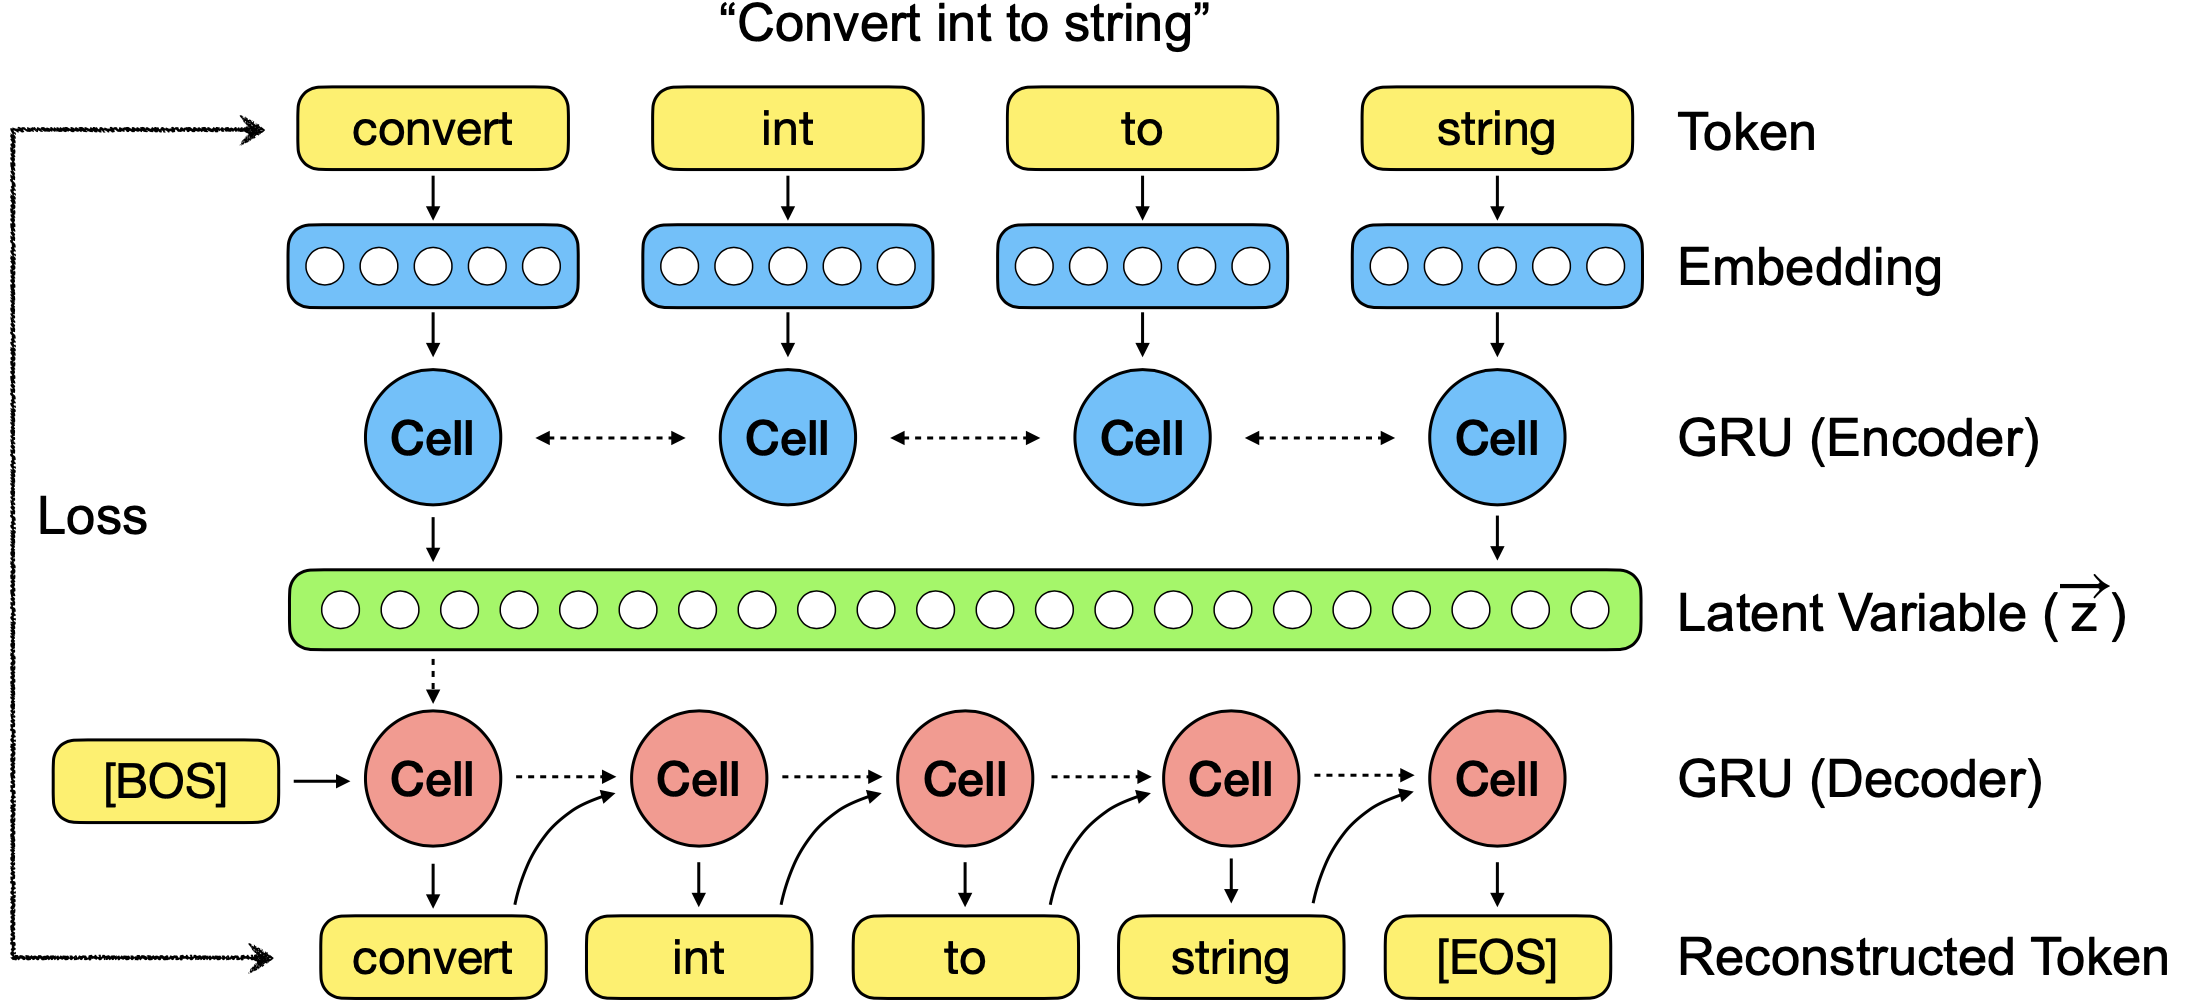 “Convert int to string”
convert int to string Token
Embedding
Cell Cell Cell Cell GRU (Encoder)
Loss
Latent Variable (z⃗)
[BOS] Cell Cell Cell Cell Cell GRU (Decoder)
convert int to string [EOS] Reconstructed Token